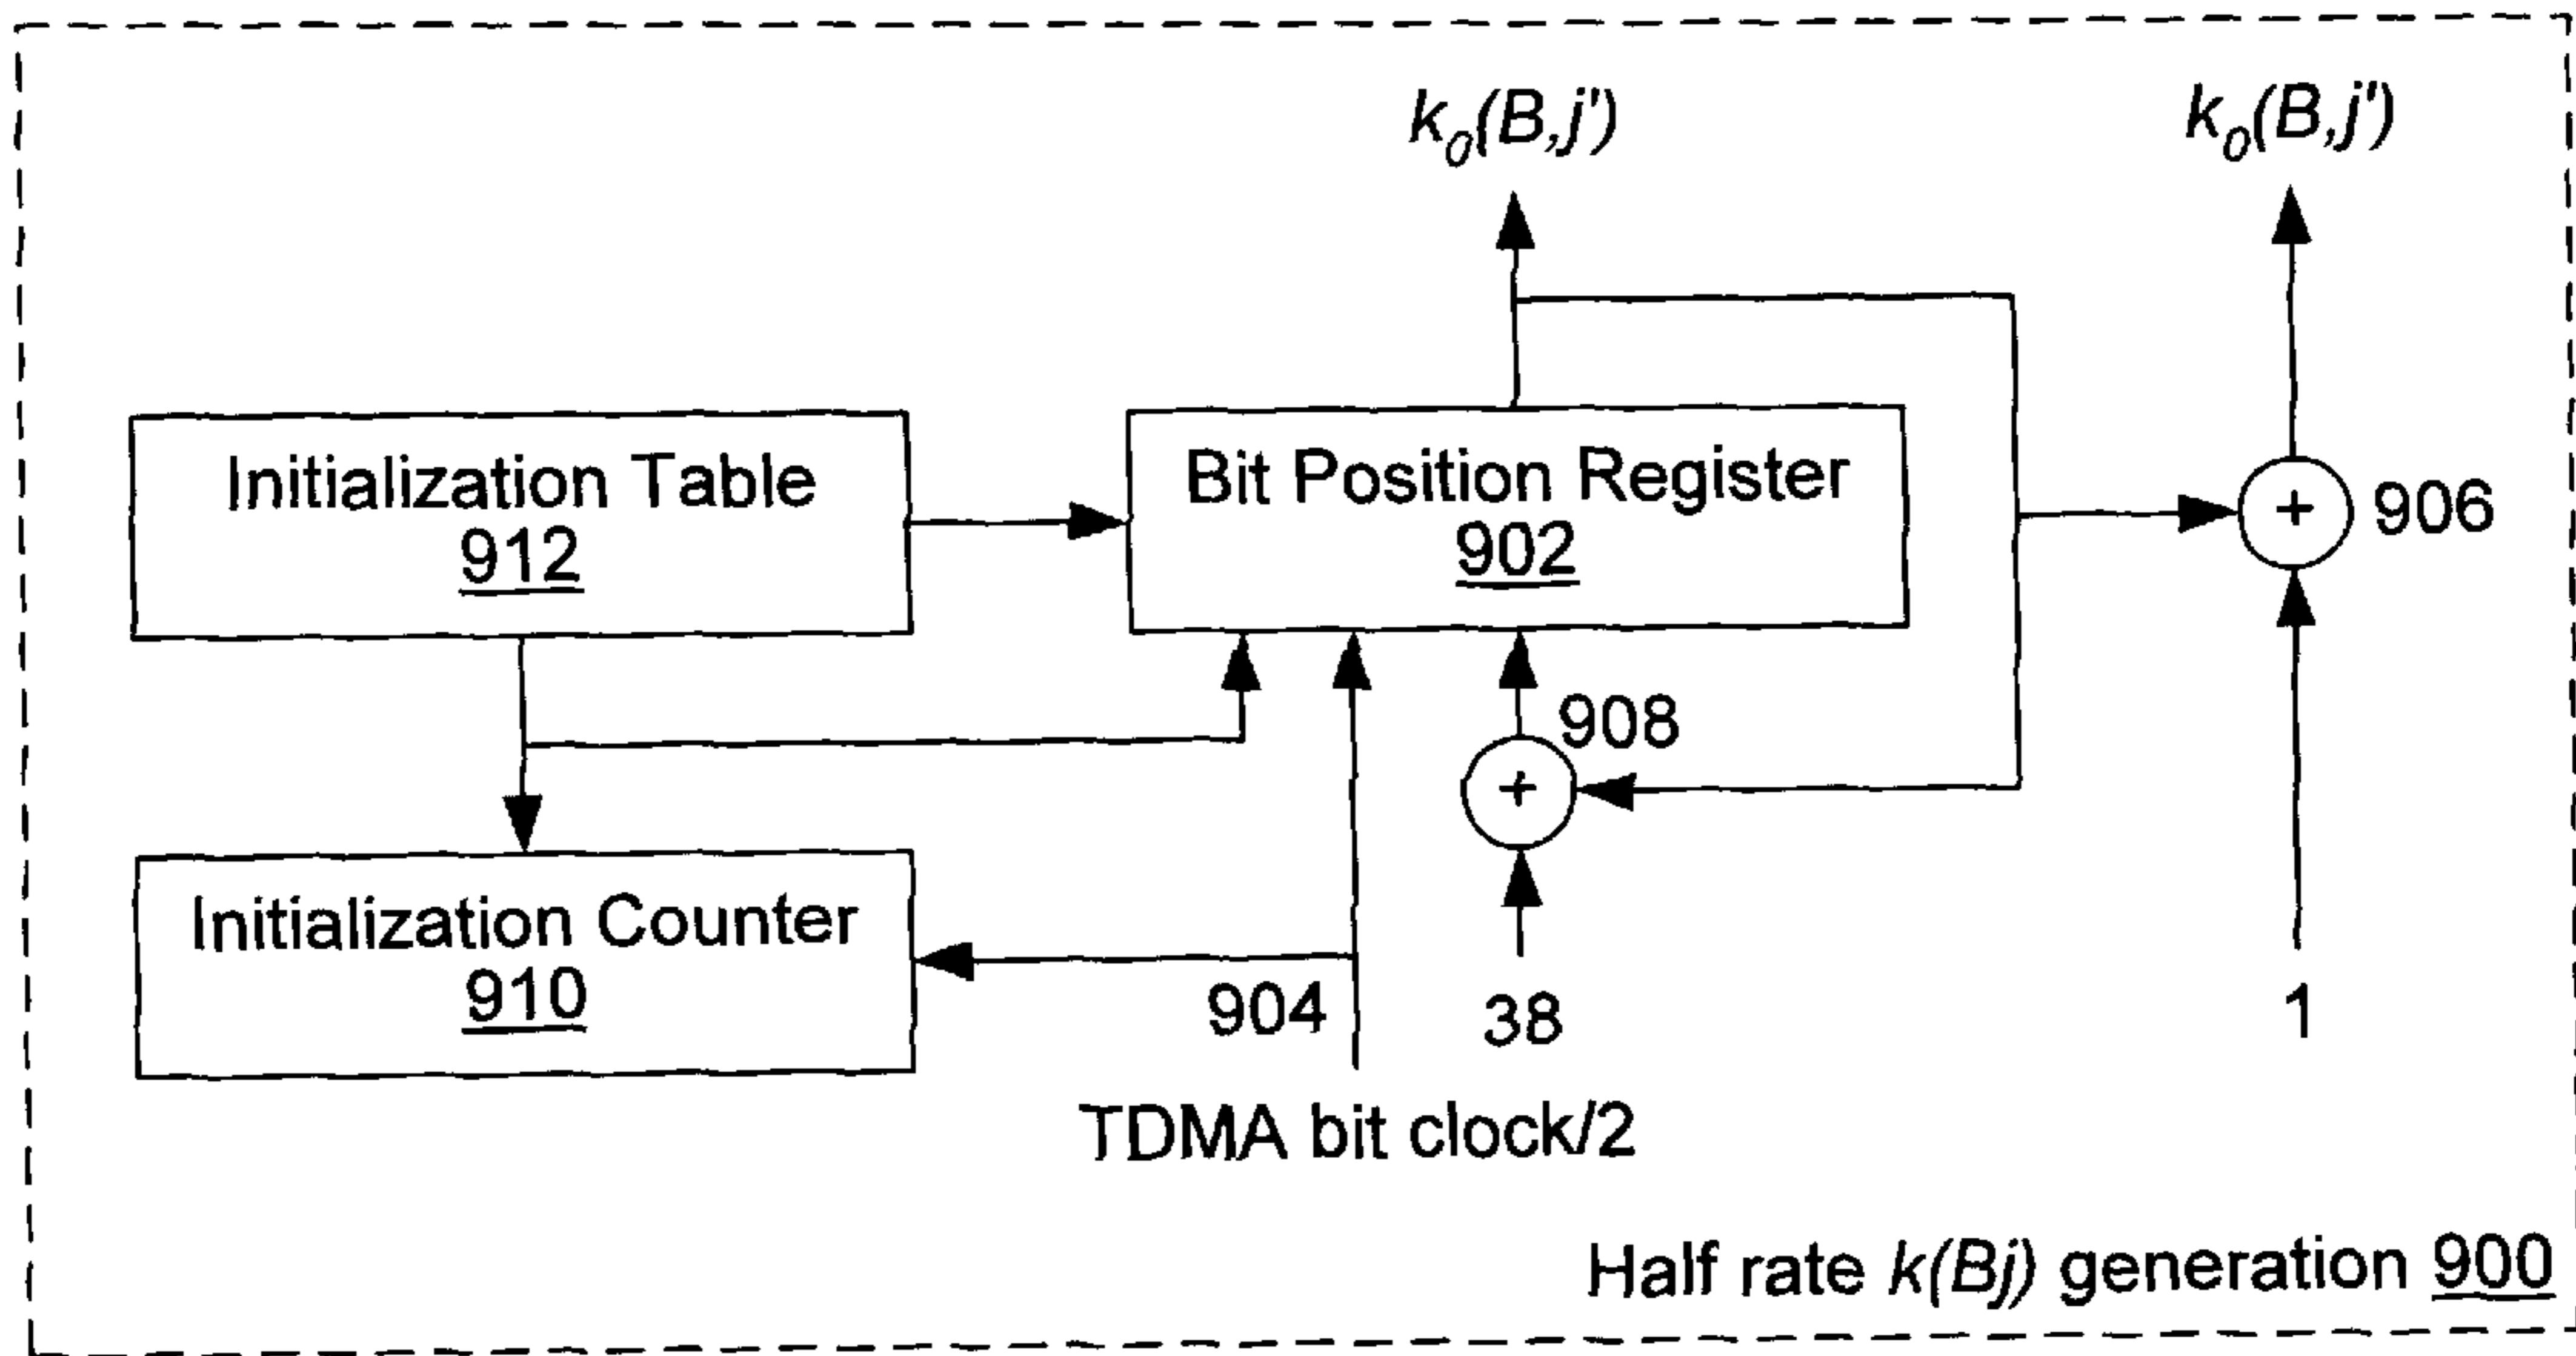 k₀(B,j') k₀(B,j')
Initialization Table
912
Bit Position Register
902
+ 906
908
+
Initialization Counter
910
904
38
1
TDMA bit clock/2
Half rate k(Bj) generation 900